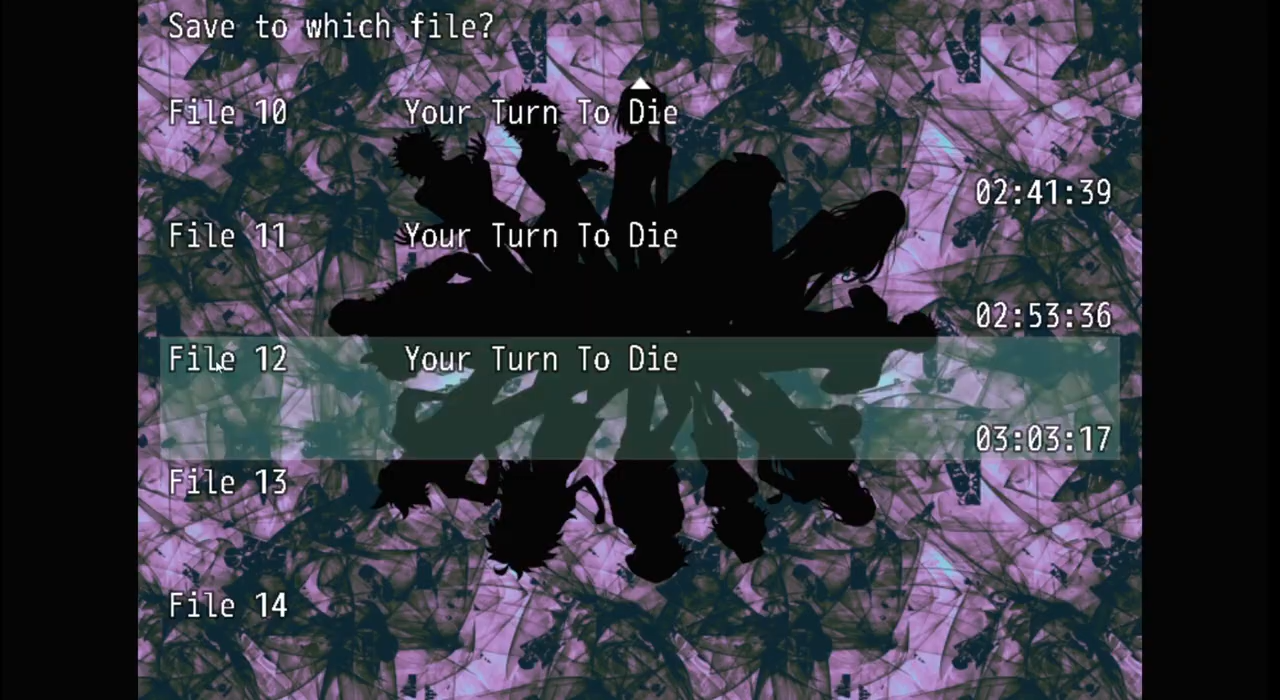 Save to which file?
File 10 Your Turn To Die
02:41:39
File 11 Your Turn To Die
02:53:36
File 12 Your Turn To Die
03:03:17
File 13
File 14